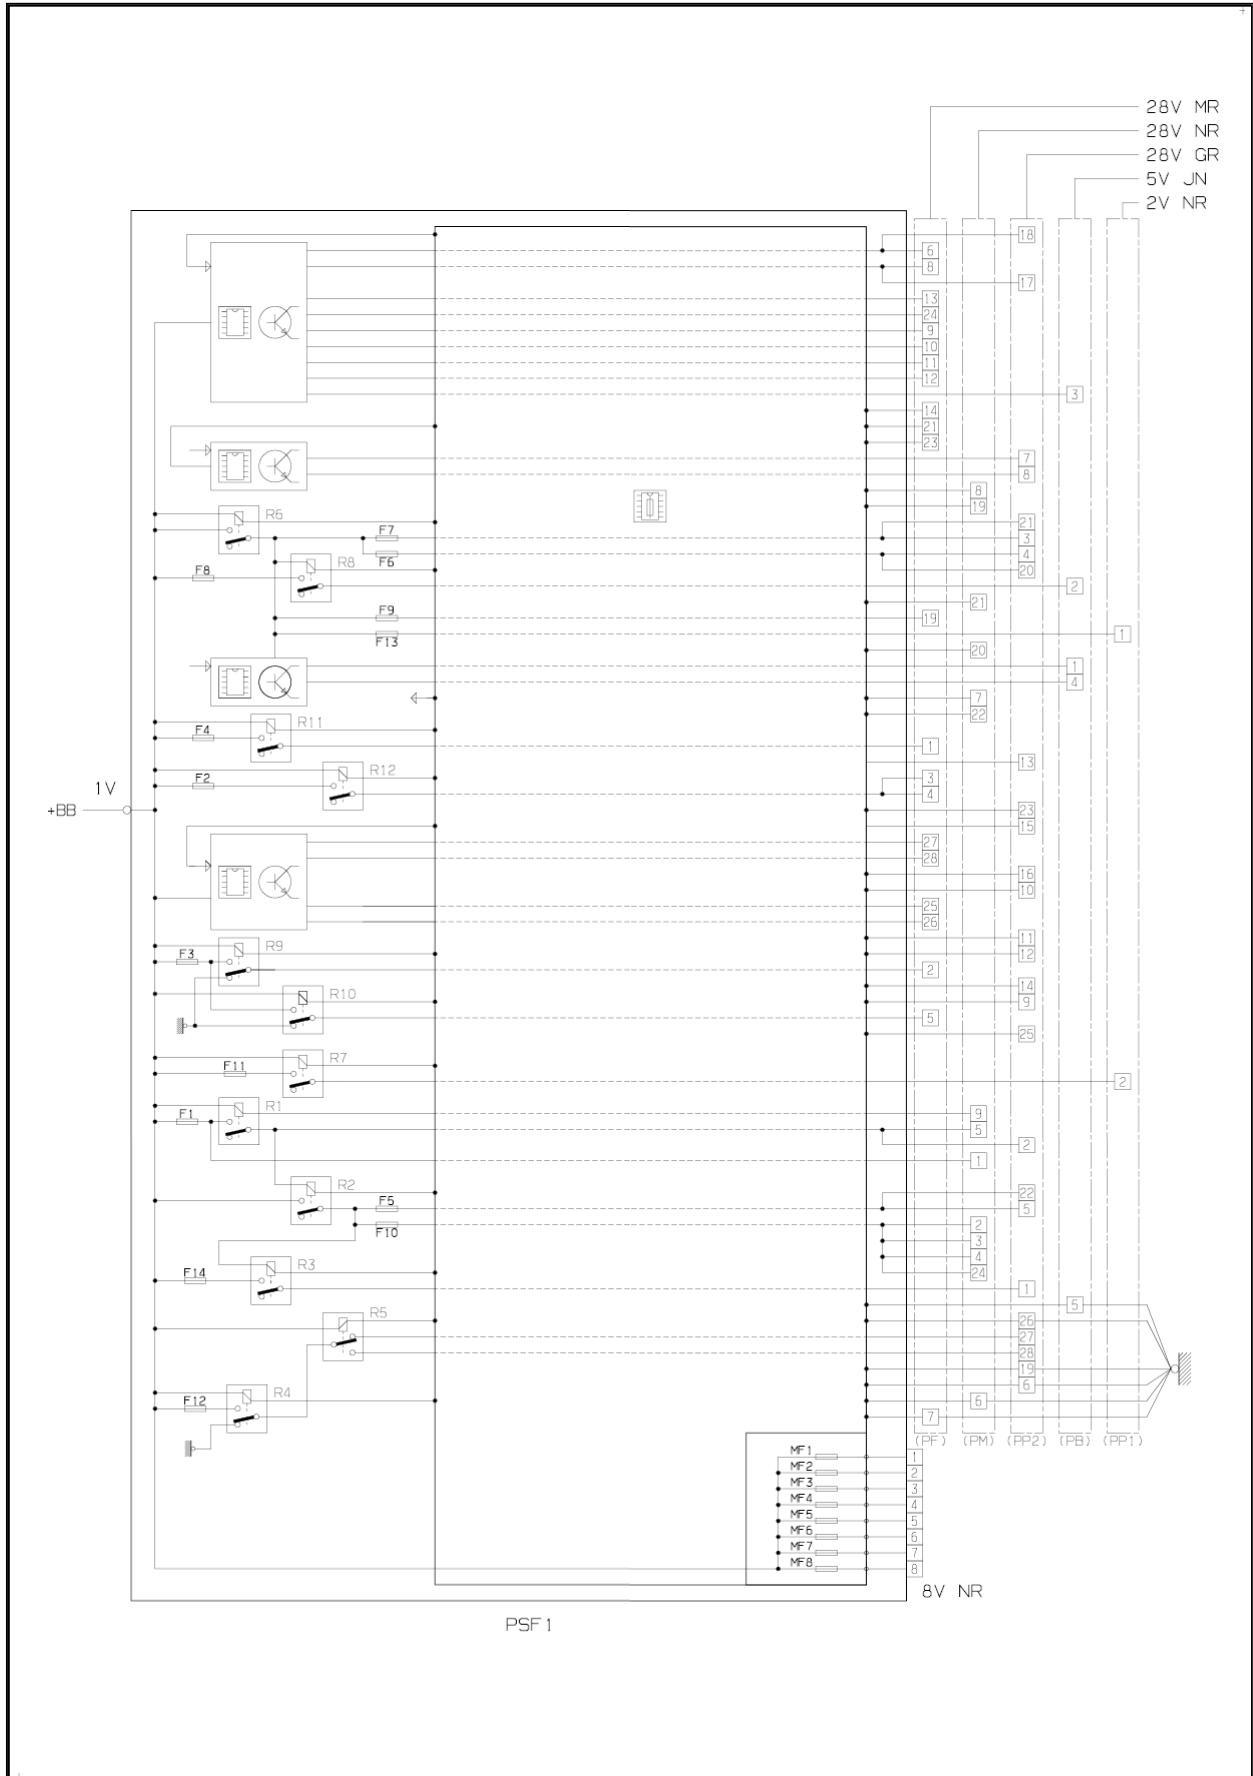 28V MR
28V NR
28V GR
5V JN
2V NR
18
6
8
17
13
24
9
10
11
12
3
14
21
23
7
8
8
19
R6
21
F7
3
4
F6
R8
20
F8
2
21
F9
19
F13
1
20
1
4
7
22
R11
F4
1
13
R12
F2
3
4
1V
+BB
23
15
27
28
16
10
25
26
11
R9
12
F3
2
14
R10
9
5
25
R7
F11
2
R1
9
F1
5
2
1
R2
22
F5
5
2
F10
3
4
R3
24
F14
1
5
R5
26
27
28
19
6
R4
F12
6
7
(PF) (PM) (PP2) (PB) (PP1)
MF1 1
MF2 2
MF3 3
MF4 4
MF5 5
MF6 6
MF7 7
MF8 8
8V NR
PSF1